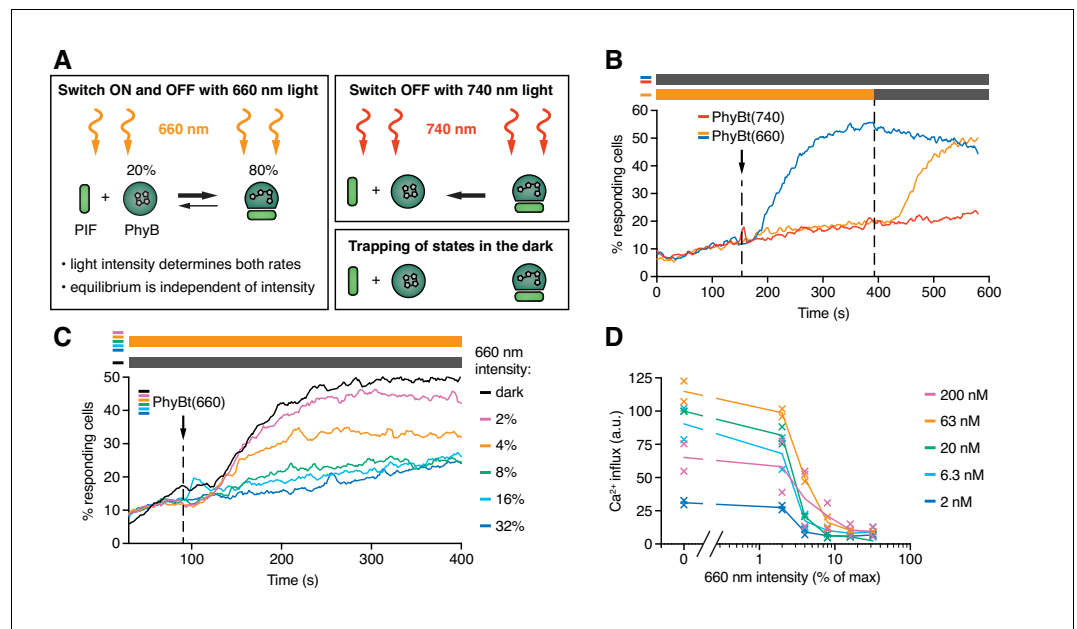 A
Switch ON and OFF with 660 nm light
660 nm
20%
80%
+
PIF
PhyB
• light intensity determines both rates
• equilibrium is independent of intensity
Switch OFF with 740 nm light
740 nm
+
Trapping of states in the dark
+
B
PhyBt(740)
PhyBt(660)
% responding cells
60
50
40
30
20
10
0
0 100 200 300 400 500 600
Time (s)
C
PhyBt(660)
% responding cells
50
40
30
20
10
0
100 200 300 400
Time (s)
660 nm
intensity:
dark
2%
4%
8%
16%
32%
D
Ca²⁺ influx (a.u.)
125
100
75
50
25
0
0 1 10 100
660 nm intensity (% of max)
200 nM
63 nM
20 nM
6.3 nM
2 nM